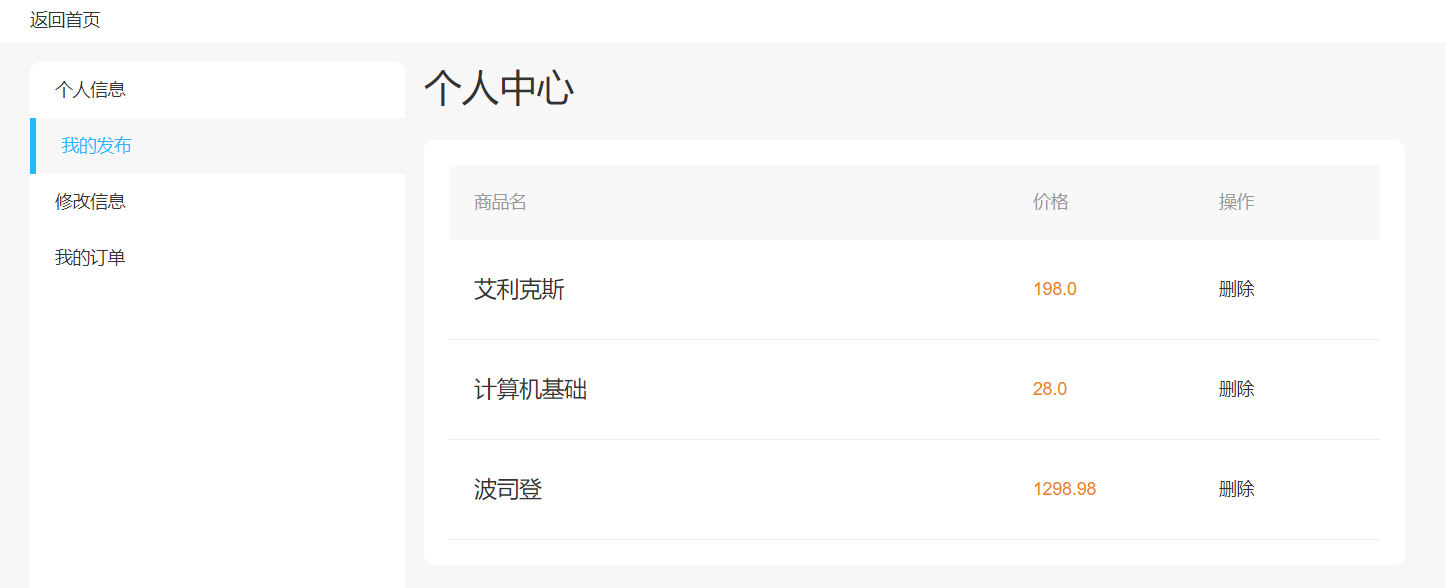 返回首页
个人信息
我的发布
修改信息
我的订单
个人中心
商品名 价格 操作
艾利克斯 198.0 删除
计算机基础 28.0 删除
波司登 1298.98 删除